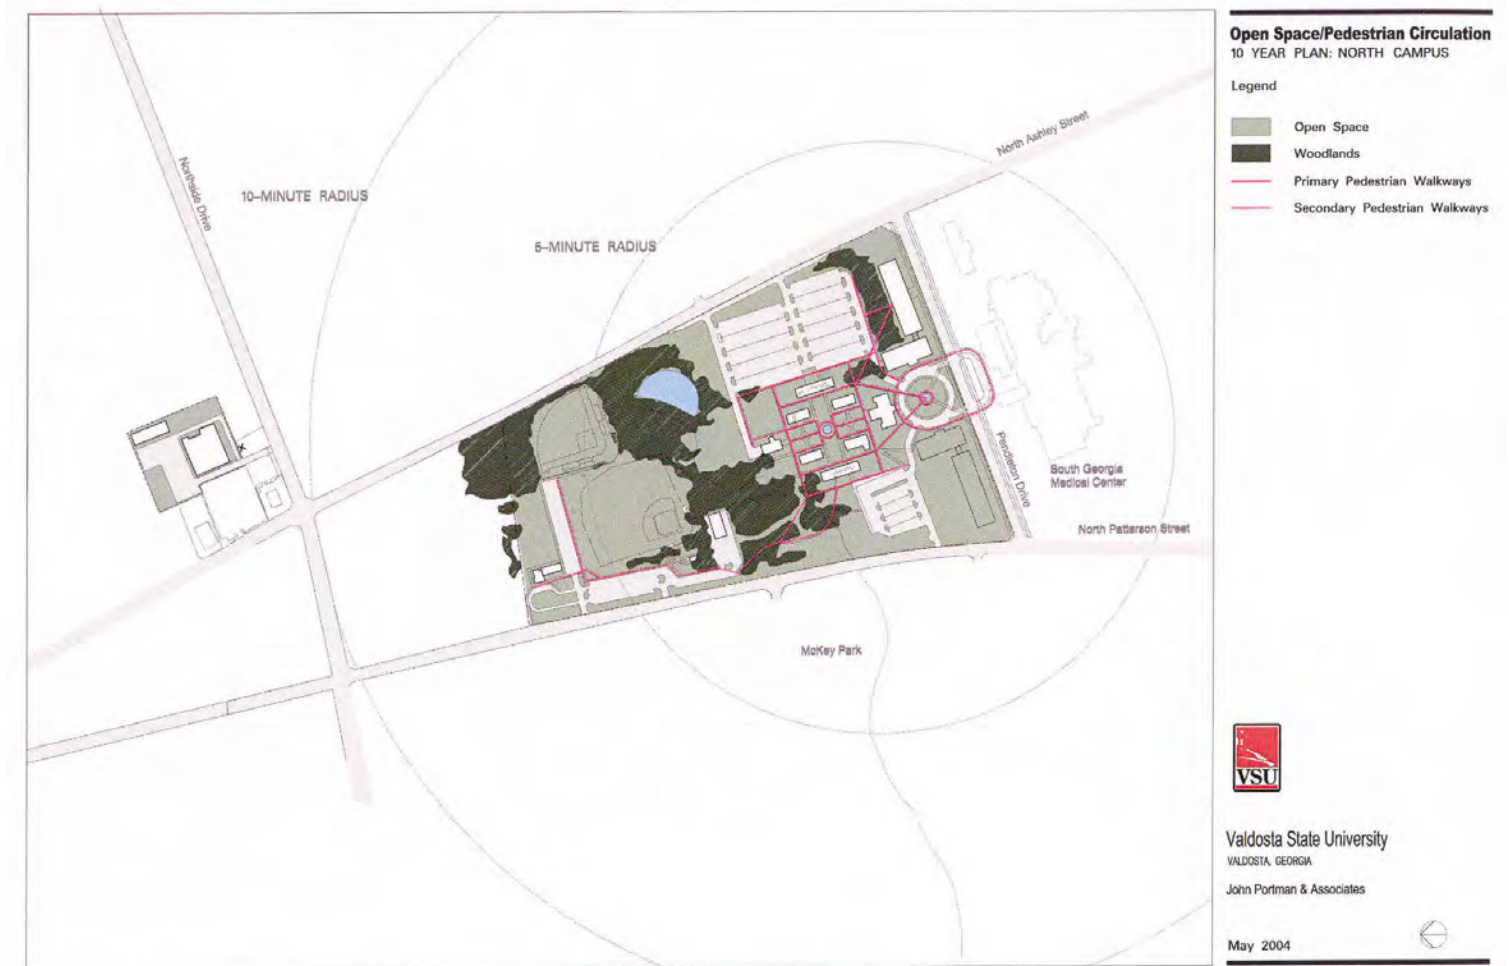 Open Space/Pedestrian Circulation
10 YEAR PLAN: NORTH CAMPUS
Legend
Open Space
Woodlands
Primary Pedestrian Walkways
Secondary Pedestrian Walkways
North Ashley Street
Northside Drive
10-MINUTE RADIUS
5-MINUTE RADIUS
Pendleton Drive
South Georgia
Medical Center
North Patterson Street
McKey Park
VSU
Valdosta State University
VALDOSTA, GEORGIA
John Portman & Associates
May 2004